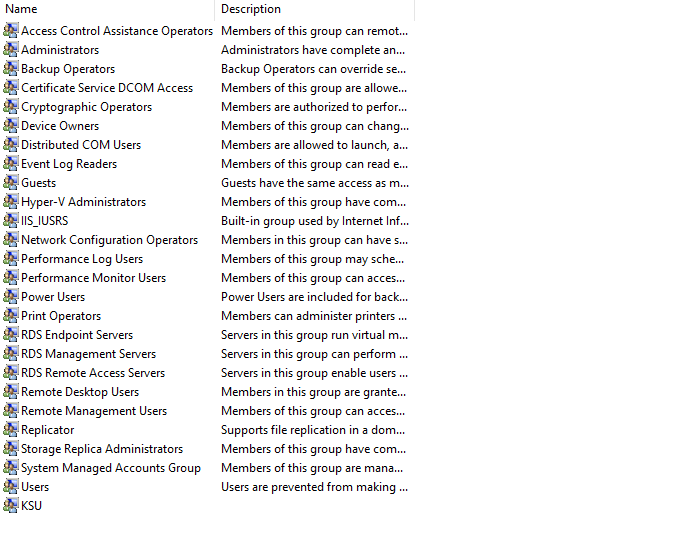 Name Description
Access Control Assistance Operators Members of this group can remot...
Administrators Administrators have complete an...
Backup Operators Backup Operators can override se...
Certificate Service DCOM Access Members of this group are allowe...
Cryptographic Operators Members are authorized to perfor...
Device Owners Members of this group can chang...
Distributed COM Users Members are allowed to launch, a...
Event Log Readers Members of this group can read e...
Guests Guests have the same access as m...
Hyper-V Administrators Members of this group have com...
IIS_IUSRS Built-in group used by Internet Inf...
Network Configuration Operators Members in this group can have s...
Performance Log Users Members of this group may sche...
Performance Monitor Users Members of this group can acces...
Power Users Power Users are included for back...
Print Operators Members can administer printers ...
RDS Endpoint Servers Servers in this group run virtual m...
RDS Management Servers Servers in this group can perform ...
RDS Remote Access Servers Servers in this group enable users ...
Remote Desktop Users Members in this group are grante...
Remote Management Users Members of this group can acces...
Replicator Supports file replication in a dom...
Storage Replica Administrators Members of this group have com...
System Managed Accounts Group Members of this group are mana...
Users Users are prevented from making ...
KSU